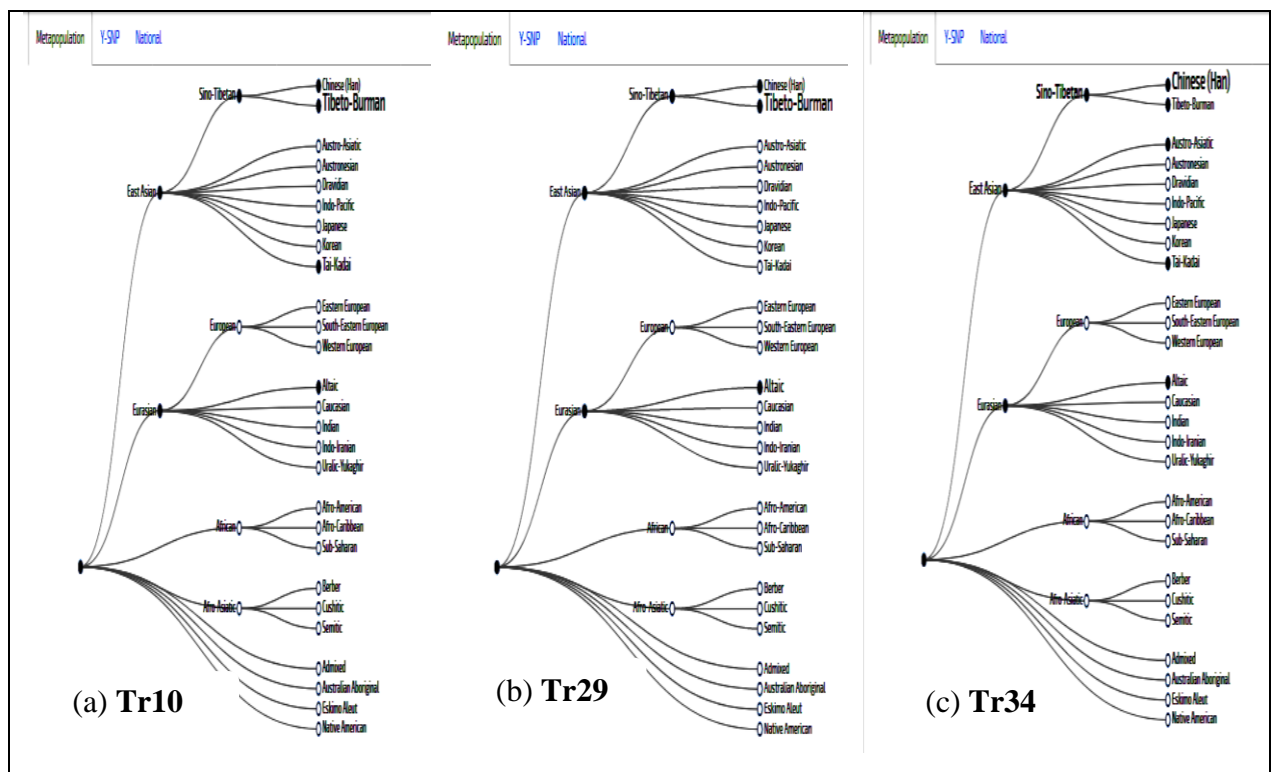 Metapopulation Y-SNP National
Chinese (Han)
Sino-Tibetan
Tibeto-Burman
Austro-Asiatic
Austronesian
Dravidian
East Asian
Indo-Pacific
Japanese
Korean
Tai-Kadai
Eastern European
European
South-Eastern European
Western European
Altaic
Eurasian
Caucasian
Indian
Indo-Iranian
Uralic-Yukaghir
Afro-American
African
Afro-Caribbean
Sub-Saharan
Berber
Afro-Asiatic
Cushitic
Semitic
Admixed
Australian Aboriginal
Eskimo Aleut
Native American
(a) Tr10
Metapopulation Y-SNP National
Chinese (Han)
Sino-Tibetan
Tibeto-Burman
Austro-Asiatic
Austronesian
Dravidian
East Asian
Indo-Pacific
Japanese
Korean
Tai-Kadai
Eastern European
European
South-Eastern European
Western European
Altaic
Eurasian
Caucasian
Indian
Indo-Iranian
Uralic-Yukaghir
Afro-American
African
Afro-Caribbean
Sub-Saharan
Berber
Afro-Asiatic
Cushitic
Semitic
Admixed
Australian Aboriginal
Eskimo Aleut
Native American
(b) Tr29
Metapopulation Y-SNP National
Chinese (Han)
Sino-Tibetan
Tibeto-Burman
Austro-Asiatic
Austronesian
Dravidian
East Asian
Indo-Pacific
Japanese
Korean
Tai-Kadai
Eastern European
European
South-Eastern European
Western European
Altaic
Eurasian
Caucasian
Indian
Indo-Iranian
Uralic-Yukaghir
Afro-American
African
Afro-Caribbean
Sub-Saharan
Berber
Afro-Asiatic
Cushitic
Semitic
Admixed
Australian Aboriginal
Eskimo Aleut
Native American
(c) Tr34